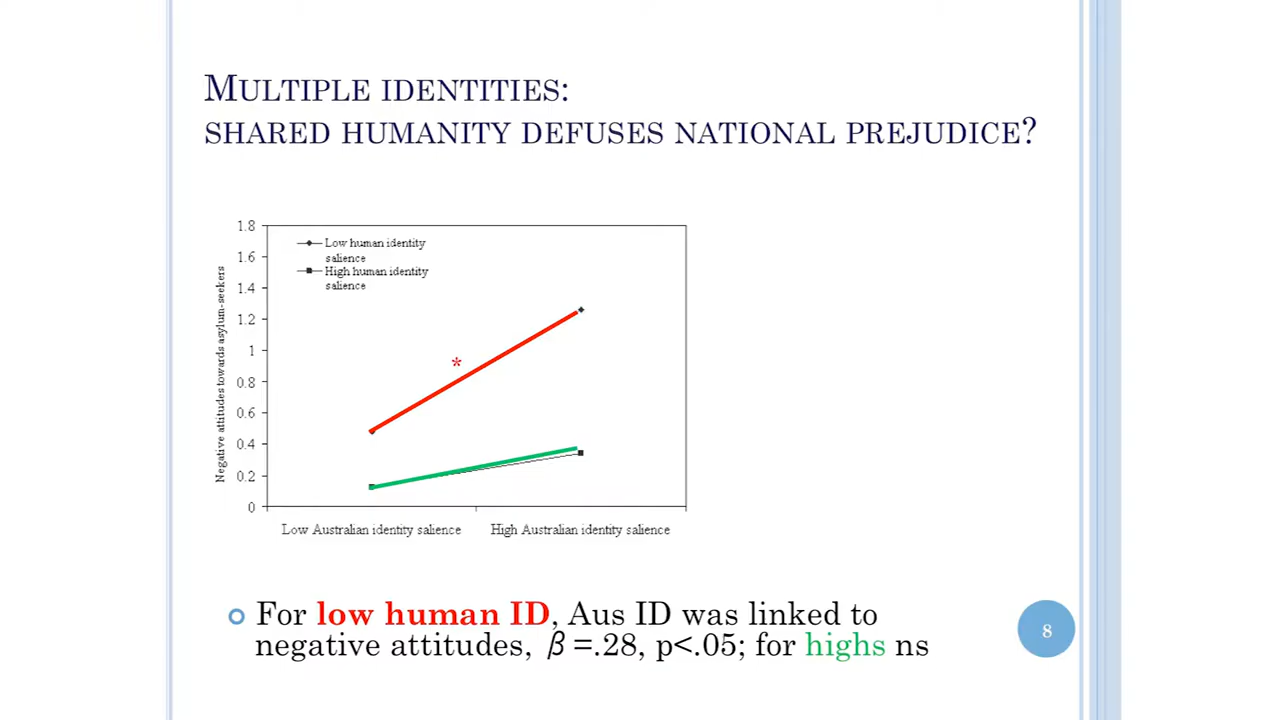 MULTIPLE IDENTITIES:
SHARED HUMANITY DEFUSES NATIONAL PREJUDICE?
Negative attitudes towards asylum-seekers
1.8
1.6
1.4
1.2
1
0.8
0.6
0.4
0.2
0
Low human identity
salience
High human identity
salience
*
Low Australian identity salience
High Australian identity salience
For low human ID, Aus ID was linked to
negative attitudes, β =.28, p<.05; for highs ns
8